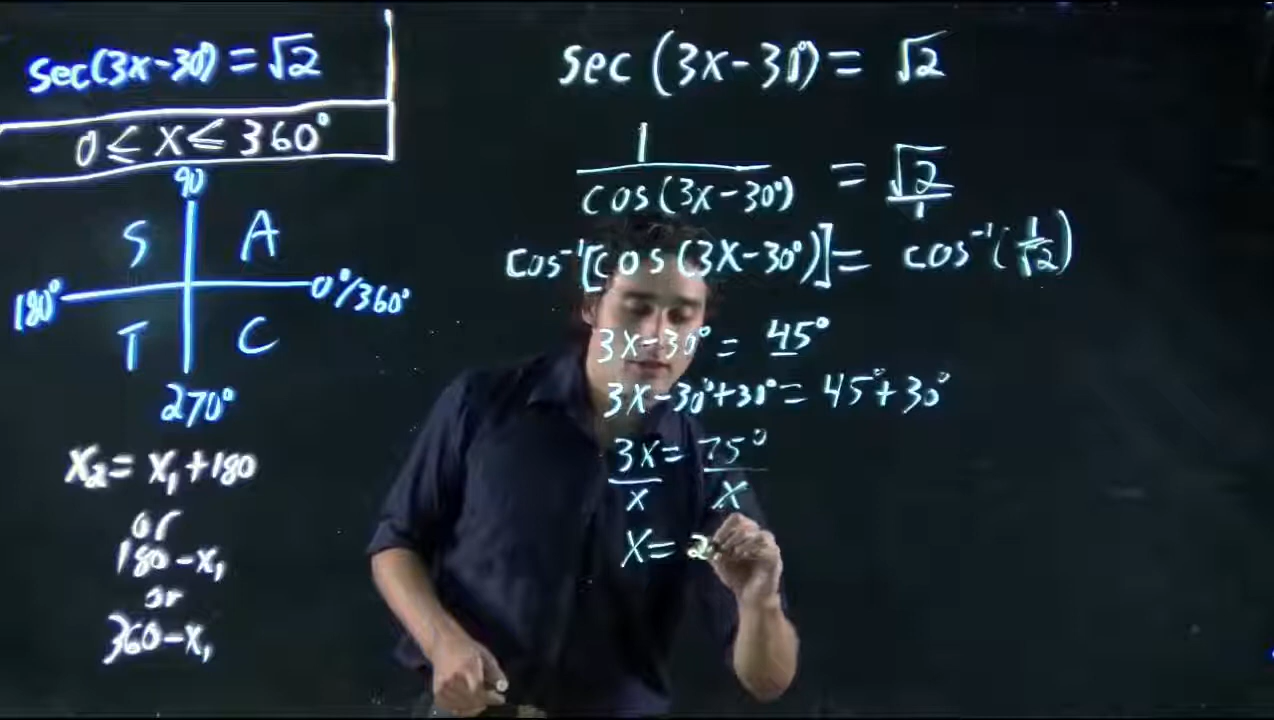 sec(3x-30°) = √2
0 ≤ x ≤ 360°
90
S A
180° 0°/360°
T C
270°
x₂ = x₁ + 180
or
180 - x₁
or
360 - x₁
sec (3x-30°) = √2
1/cos(3x-30°) = √2/1
cos⁻¹[cos(3x-30°)] = cos⁻¹(1/√2)
3x-30° = 45°
3x-30°+30° = 45°+30°
3x/x = 75°/x
x = 2